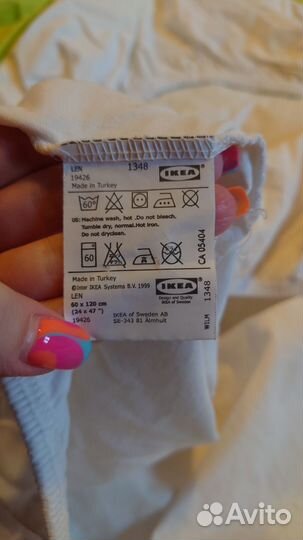 LEN 1348
19426
Made in Turkey
IKEA
60°
US: Machine wash, hot .Do not bleach.
Tumble dry, normal.Hot iron.
Do not dryclean.
60
CA 05404
Made in Turkey
©Inter IKEA Systems B.V. 1999
LEN
60 x 120 cm
(24 x 47 ")
19426
IKEA
Design and Quality
IKEA of Sweden
IKEA of Sweden AB
SE-343 81 Älmhult
WILM 1348
Avito